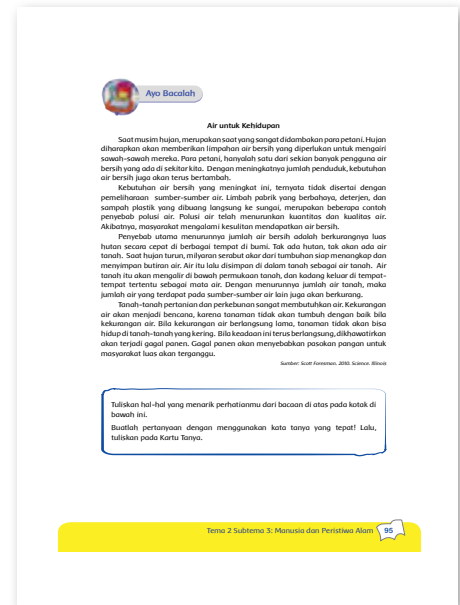 Ayo Bacalah
Air untuk Kehidupan
Saat musim hujan, merupakan saat yang sangat didambakan para petani. Hujan
diharapkan akan memberikan limpahan air bersih yang diperlukan untuk mengairi
sawah-sawah mereka. Para petani, hanyalah satu dari sekian banyak pengguna air
bersih yang ada di sekitar kita. Dengan meningkatnya jumlah penduduk, kebutuhan
air bersih juga akan terus bertambah.
Kebutuhan air bersih yang meningkat ini, ternyata tidak disertai dengan
pemeliharaan sumber-sumber air. Limbah pabrik yang berbahaya, deterjen, dan
sampah plastik yang dibuang langsung ke sungai, merupakan beberapa contoh
penyebab polusi air. Polusi air telah menurunkan kuantitas dan kualitas air.
Akibatnya, masyarakat mengalami kesulitan mendapatkan air bersih.
Penyebab utama menurunnya jumlah air bersih adalah berkurangnya luas
hutan secara cepat di berbagai tempat di bumi. Tak ada hutan, tak akan ada air
tanah. Saat hujan turun, milyaran serabut akar dari tumbuhan siap menangkap dan
menyimpan butiran air. Air itu lalu disimpan di dalam tanah sebagai air tanah. Air
tanah itu akan mengalir di bawah permukaan tanah, dan kadang keluar di tempat-
tempat tertentu sebagai mata air. Dengan menurunnya jumlah air tanah, maka
jumlah air yang terdapat pada sumber-sumber air lain juga akan berkurang.
Tanah-tanah pertanian dan perkebunan sangat membutuhkan air. Kekurangan
air akan menjadi bencana, karena tanaman tidak akan tumbuh dengan baik bila
kekurangan air. Bila kekurangan air berlangsung lama, tanaman tidak akan bisa
hidup di tanah-tanah yang kering. Bila keadaan ini terus berlangsung, dikhawatirkan
akan terjadi gagal panen. Gagal panen akan menyebabkan pasokan pangan untuk
masyarakat luas akan terganggu.
Sumber: Scott Foresman. 2010. Science. Illinois
Tuliskan hal-hal yang menarik perhatianmu dari bacaan di atas pada kotak di
bawah ini.
Buatlah pertanyaan dengan menggunakan kata tanya yang tepat! Lalu,
tuliskan pada Kartu Tanya.
Tema 2 Subtema 3: Manusia dan Peristiwa Alam 95